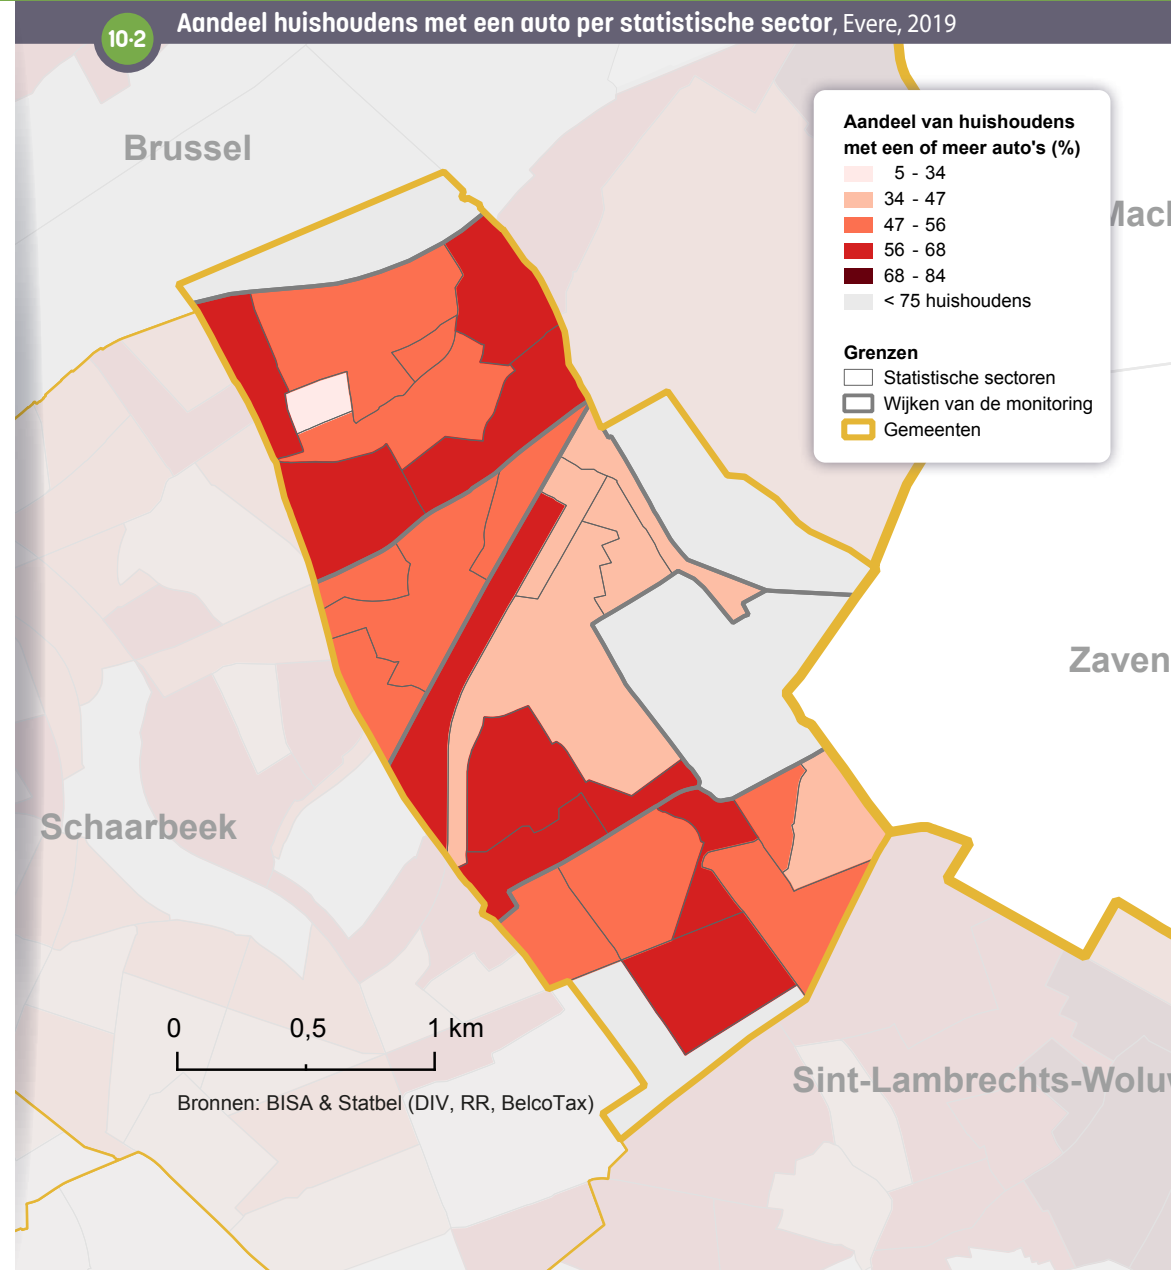 10·2 Aandeel huishoudens met een auto per statistische sector, Evere, 2019
Brussel
Aandeel van huishoudens
met een of meer auto's (%)
5 - 34
34 - 47
47 - 56
56 - 68
68 - 84
< 75 huishoudens
Grenzen
Statistische sectoren
Wijken van de monitoring
Gemeenten
Mach
Zaven
Schaarbeek
0 0,5 1 km
Sint-Lambrechts-Woluw
Bronnen: BISA & Statbel (DIV, RR, BelcoTax)